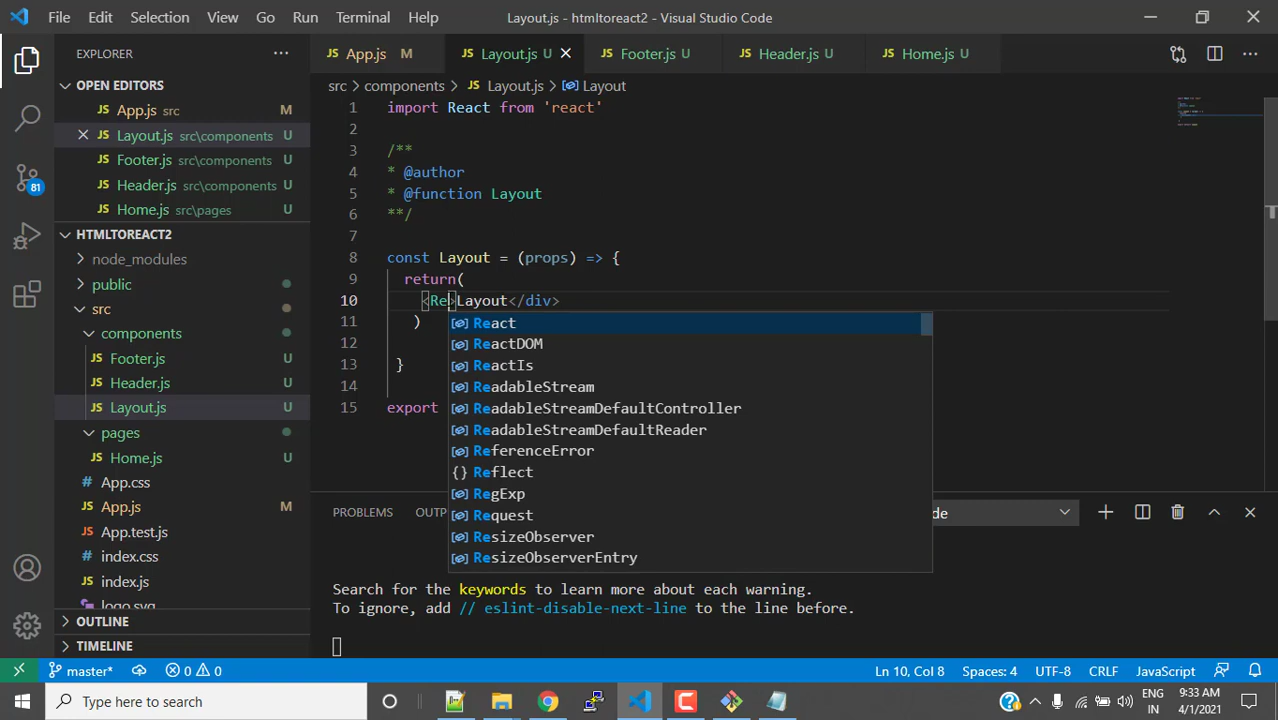 File Edit Selection View Go Run Terminal Help Layout.js - htmltoreact2 - Visual Studio Code
EXPLORER
OPEN EDITORS
App.js src M
Layout.js src\components U
Footer.js src\components U
Header.js src\components U
Home.js src\pages U
HTMLTOREACT2
node_modules
public
src
components
Footer.js U
Header.js U
Layout.js U
pages
Home.js U
App.css
App.js M
App.test.js
index.css
index.js
logo.svg
OUTLINE
TIMELINE
81
App.js M Layout.js U Footer.js U Header.js U Home.js U
src > components > Layout.js > Layout
1 import React from 'react'
2
3 /**
4 * @author
5 * @function Layout
6 **/
7
8 const Layout = (props) => {
9 return(
10 <Re>Layout</div>
11 )
12
13 }
14
15 export
React
ReactDOM
ReactIs
ReadableStream
ReadableStreamDefaultController
ReadableStreamDefaultReader
ReferenceError
Reflect
RegExp
Request
ResizeObserver
ResizeObserverEntry
PROBLEMS OUTP de
Search for the keywords to learn more about each warning.
To ignore, add // eslint-disable-next-line to the line before.
master* 0 0 Ln 10, Col 8 Spaces: 4 UTF-8 CRLF JavaScript
Type here to search
ENG
IN
9:33 AM
4/1/2021